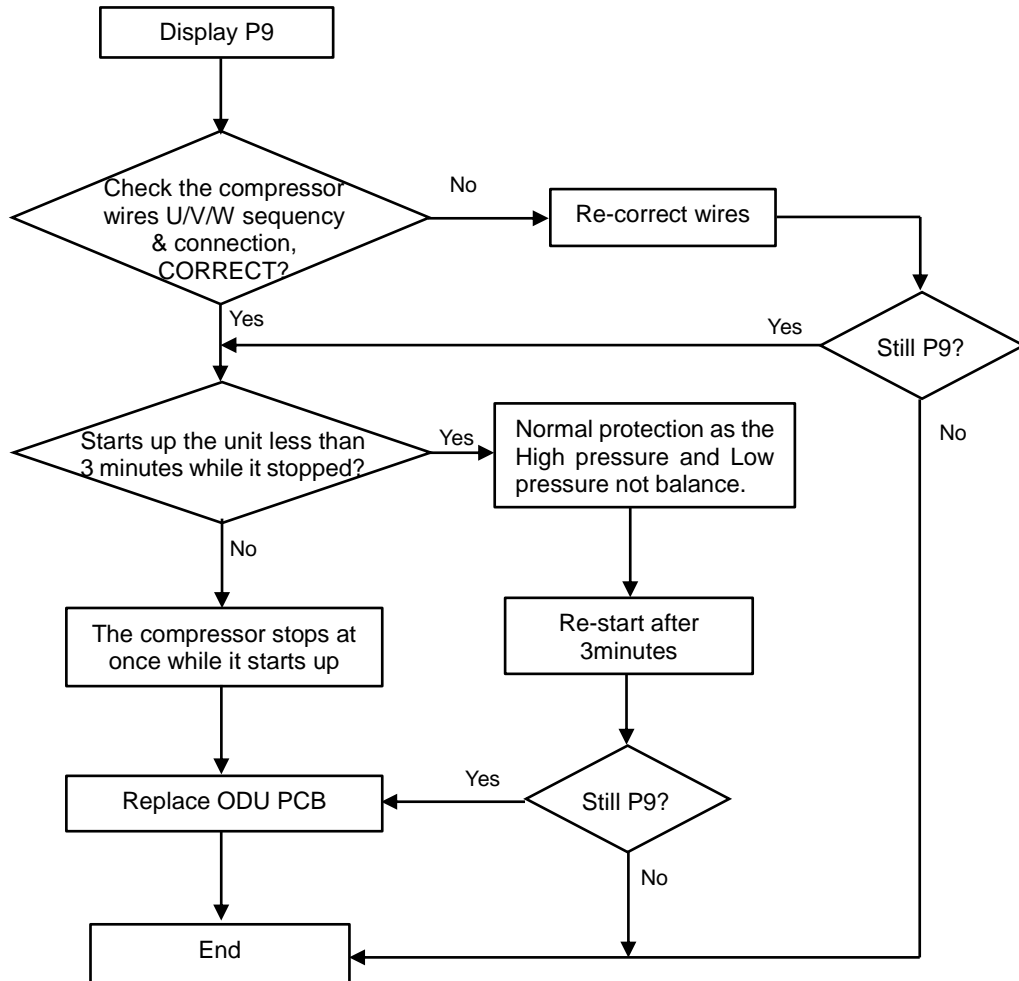 Display P9
Check the compressor
wires U/V/W sequency
& connection,
CORRECT?
No
Re-correct wires
Yes
Yes
Still P9?
No
Starts up the unit less than
3 minutes while it stopped?
Yes
Normal protection as the
High pressure and Low
pressure not balance.
No
The compressor stops at
once while it starts up
Re-start after
3minutes
Replace ODU PCB
Yes
Still P9?
No
End